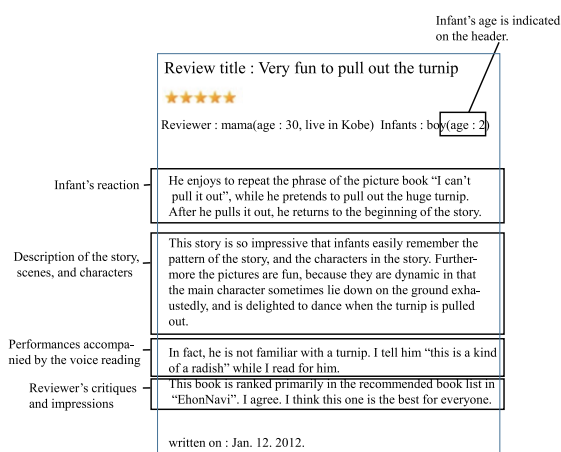 Infant's age is indicated
on the header.
Review title : Very fun to pull out the turnip
Reviewer : mama(age : 30, live in Kobe)  Infants : boy(age : 2)
Infant's reaction
He enjoys to repeat the phrase of the picture book “I can't
pull it out”, while he pretends to pull out the huge turnip.
After he pulls it out, he returns to the beginning of the story.
Description of the story,
scenes, and characters
This story is so impressive that infants easily remember the
pattern of the story, and the characters in the story. Further-
more the pictures are fun, because they are dynamic in that
the main character sometimes lie down on the ground exha-
ustedly, and is delighted to dance when the turnip is pulled
out.
Performances accompa-
nied by the voice reading
In fact, he is not familiar with a turnip. I tell him “this is a kind
of a radish” while I read for him.
Reviewer's critiques
and impressions
This book is ranked primarily in the recommended book list in
“EhonNavi”. I agree. I think this one is the best for everyone.
written on : Jan. 12. 2012.